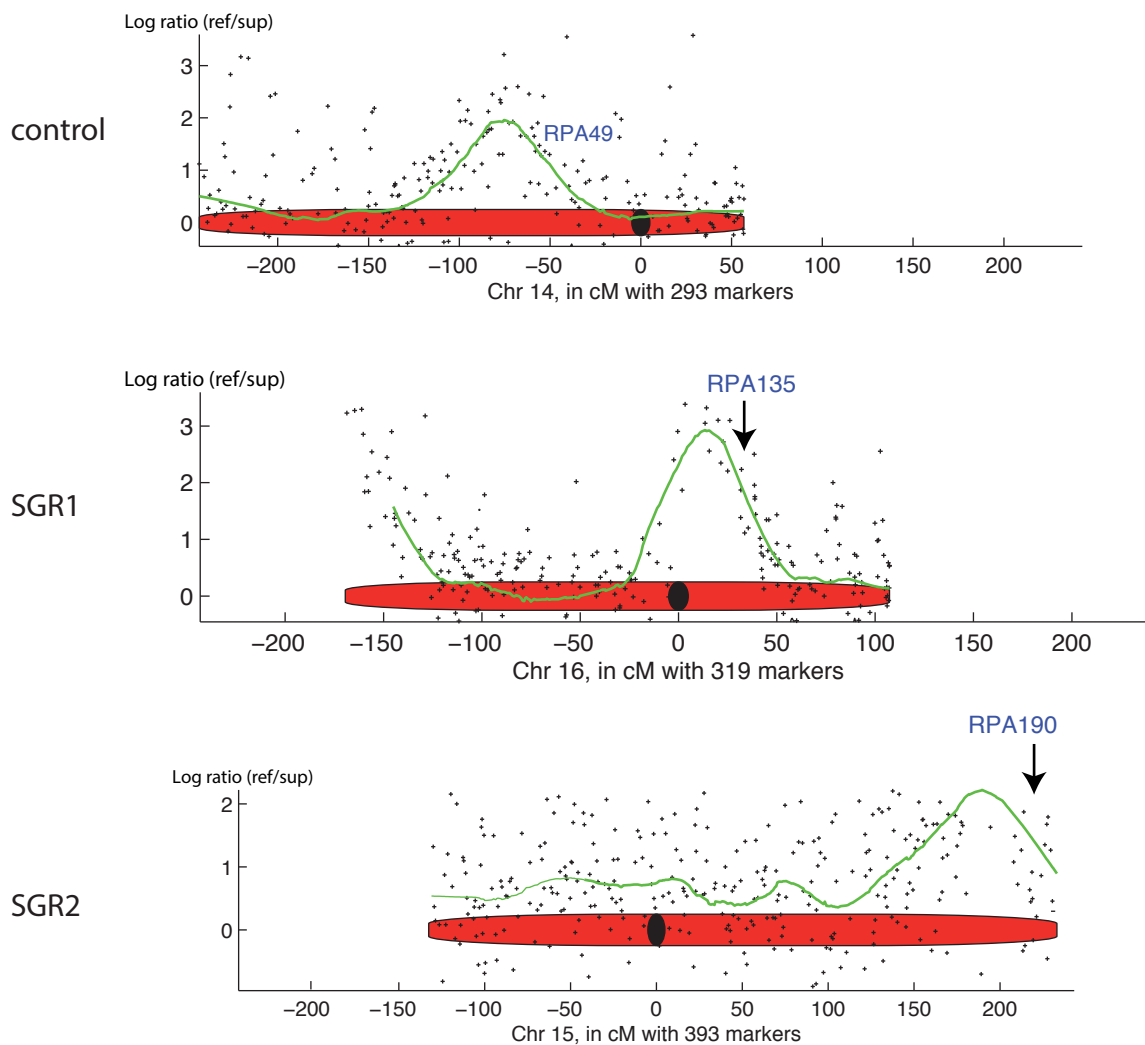 Log ratio (ref/sup)
control
3
2
1
0
RPA49
−200 −150 −100 −50 0 50 100 150 200
Chr 14, in cM with 293 markers
Log ratio (ref/sup)
RPA135
SGR1
3
2
1
0
−200 −150 −100 −50 0 50 100 150 200
Chr 16, in cM with 319 markers
RPA190
Log ratio (ref/sup)
SGR2
2
1
0
−200 −150 −100 −50 0 50 100 150 200
Chr 15, in cM with 393 markers